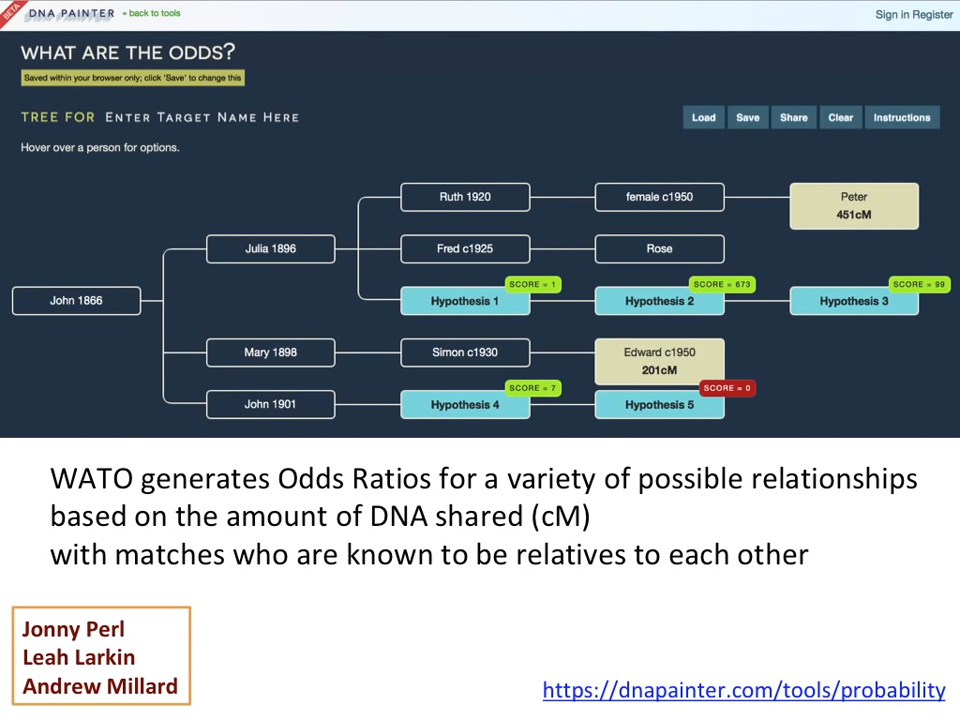 BETA
DNA PAINTER
« back to tools
Sign in Register
WHAT ARE THE ODDS?
Saved within your browser only; click 'Save' to change this
TREE FOR ENTER TARGET NAME HERE
Load Save Share Clear Instructions
Hover over a person for options.
Ruth 1920
female c1950
Peter
451cM
Julia 1896
Fred c1925
Rose
SCORE = 1
SCORE = 673
SCORE = 99
John 1866
Hypothesis 1
Hypothesis 2
Hypothesis 3
Mary 1898
Simon c1930
Edward c1950
201cM
SCORE = 7
SCORE = 0
John 1901
Hypothesis 4
Hypothesis 5
WATO generates Odds Ratios for a variety of possible relationships
based on the amount of DNA shared (cM)
with matches who are known to be relatives to each other
Jonny Perl
Leah Larkin
Andrew Millard
https://dnapainter.com/tools/probability